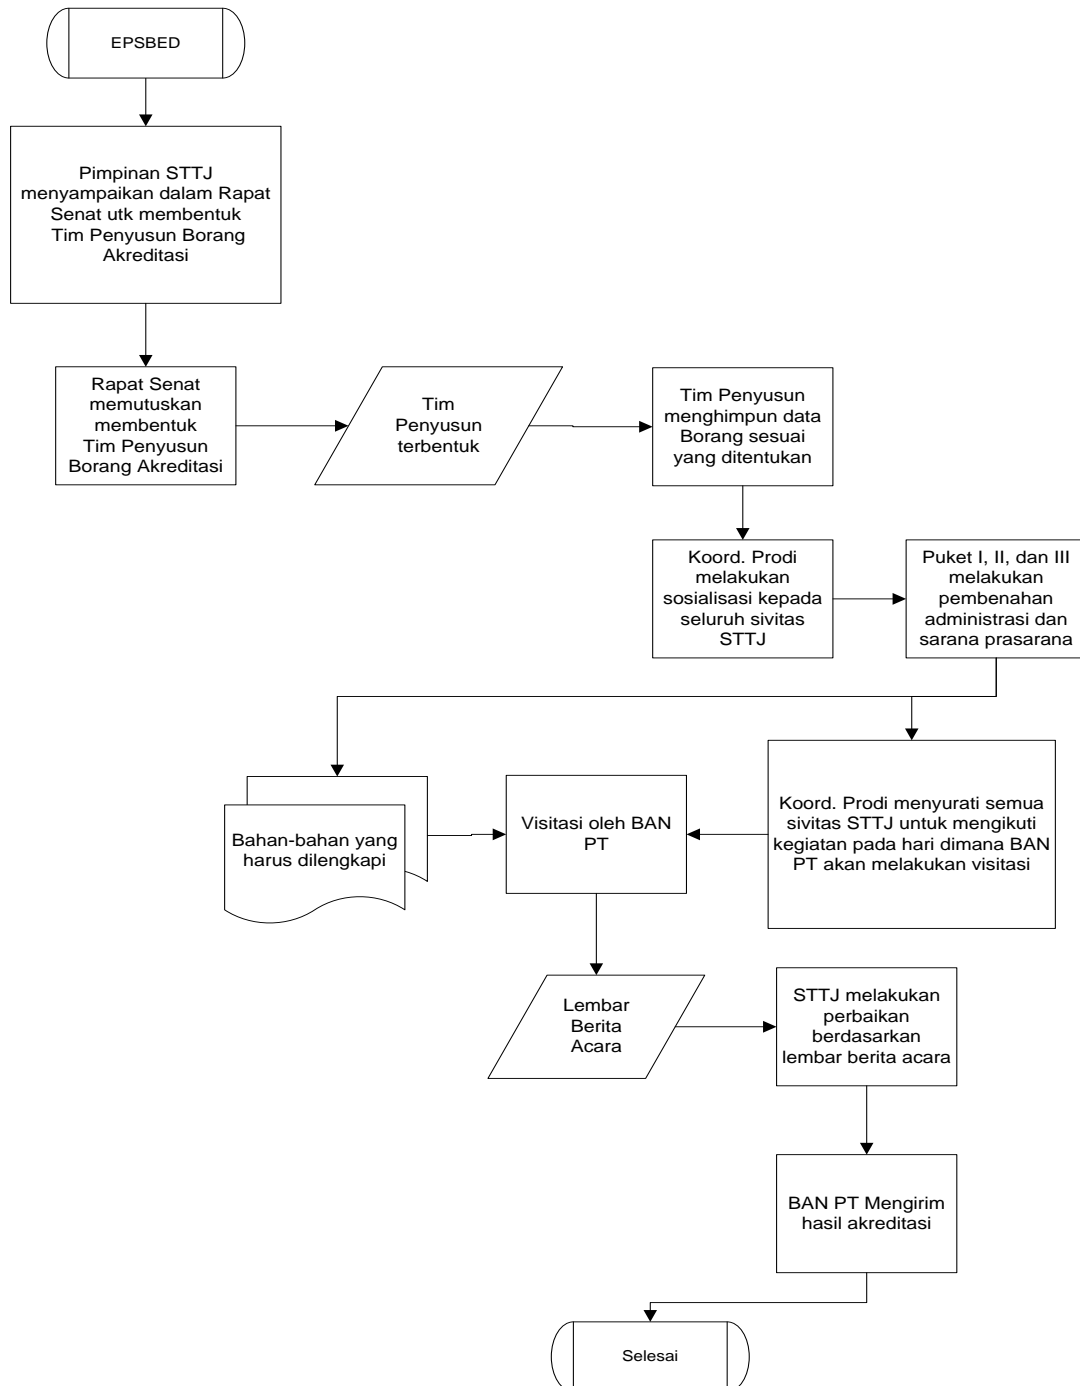 EPSBED
Pimpinan STTJ
menyampaikan dalam Rapat
Senat utk membentuk
Tim Penyusun Borang
Akreditasi
Rapat Senat
memutuskan
membentuk
Tim Penyusun
Borang Akreditasi
Tim
Penyusun
terbentuk
Tim Penyusun
menghimpun data
Borang sesuai
yang ditentukan
Koord. Prodi
melakukan
sosialisasi kepada
seluruh sivitas
STTJ
Puket I, II, dan III
melakukan
pembenahan
administrasi dan
sarana prasarana
Bahan-bahan yang
harus dilengkapi
Visitasi oleh BAN
PT
Koord. Prodi menyurati semua
sivitas STTJ untuk mengikuti
kegiatan pada hari dimana BAN
PT akan melakukan visitasi
Lembar
Berita
Acara
STTJ melakukan
perbaikan
berdasarkan
lembar berita acara
BAN PT Mengirim
hasil akreditasi
Selesai